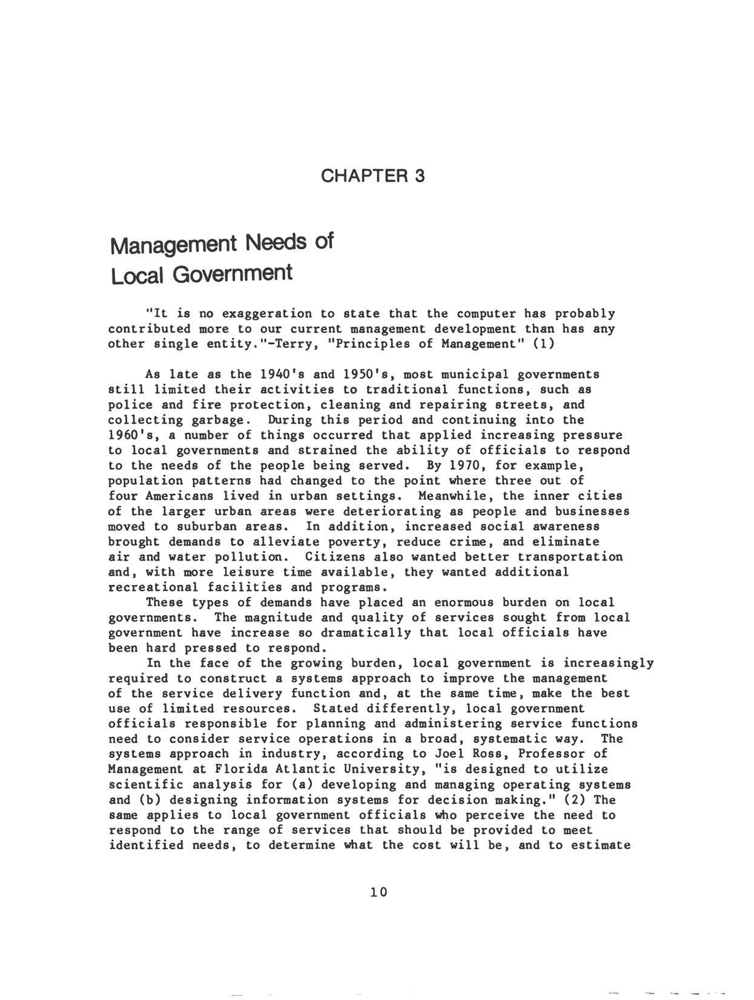 CHAPTER 3
Management Needs of
Local Government
"It is no exaggeration to state that the computer has probably
contributed more to our current management development than has any
other single entity."-Terry, "Principles of Management" (1)
As late as the 1940's and 1950's, most municipal governments
still limited their activities to traditional functions, such as
police and fire protection, cleaning and repairing streets, and
collecting garbage. During this period and continuing into the
1960's, a number of things occurred that applied increasing pressure
to local governments and strained the ability of officials to respond
to the needs of the people being served. By 1970, for example,
population patterns had changed to the point where three out of
four Americans lived in urban settings. Meanwhile, the inner cities
of the larger urban areas were deteriorating as people and businesses
moved to suburban areas. In addition, increased social awareness
brought demands to alleviate poverty, reduce crime, and eliminate
air and water pollution. Citizens also wanted better transportation
and, with more leisure time available, they wanted additional
recreational facilities and programs.
These types of demands have placed an enormous burden on local
governments. The magnitude and quality of services sought from local
government have increase so dramatically that local officials have
been hard pressed to respond.
In the face of the growing burden, local government is increasingly
required to construct a systems approach to improve the management
of the service delivery function and, at the same time, make the best
use of limited resources. Stated differently, local government
officials responsible for planning and administering service functions
need to consider service operations in a broad, systematic way. The
systems approach in industry, according to Joel Ross, Professor of
Management at Florida Atlantic University, "is designed to utilize
scientific analysis for (a) developing and managing operating systems
and (b) designing information systems for decision making." (2) The
same applies to local government officials who perceive the need to
respond to the range of services that should be provided to meet
identified needs, to determine what the cost will be, and to estimate
10